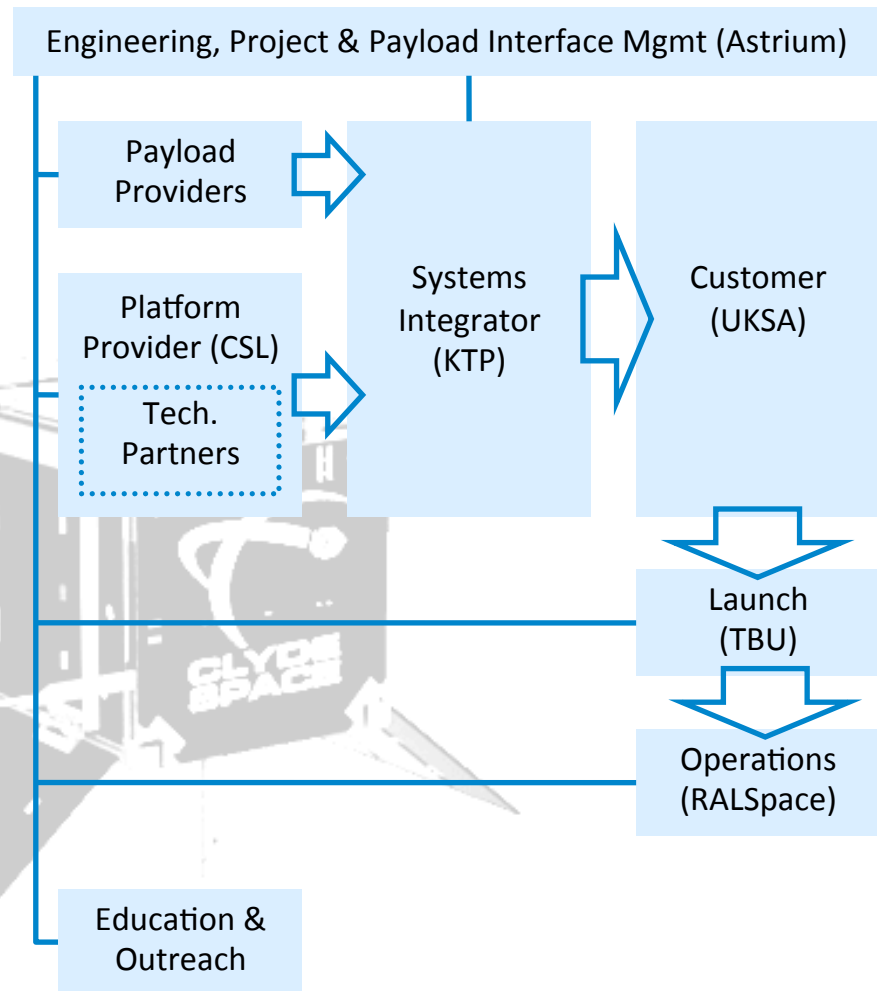 Engineering, Project & Payload Interface Mgmt (Astrium)
Payload
Providers
Platform
Provider (CSL)
Tech.
Partners
Systems
Integrator
(KTP)
Customer
(UKSA)
Launch
(TBU)
Operations
(RALSpace)
Education &
Outreach
CLYDE
SPACE